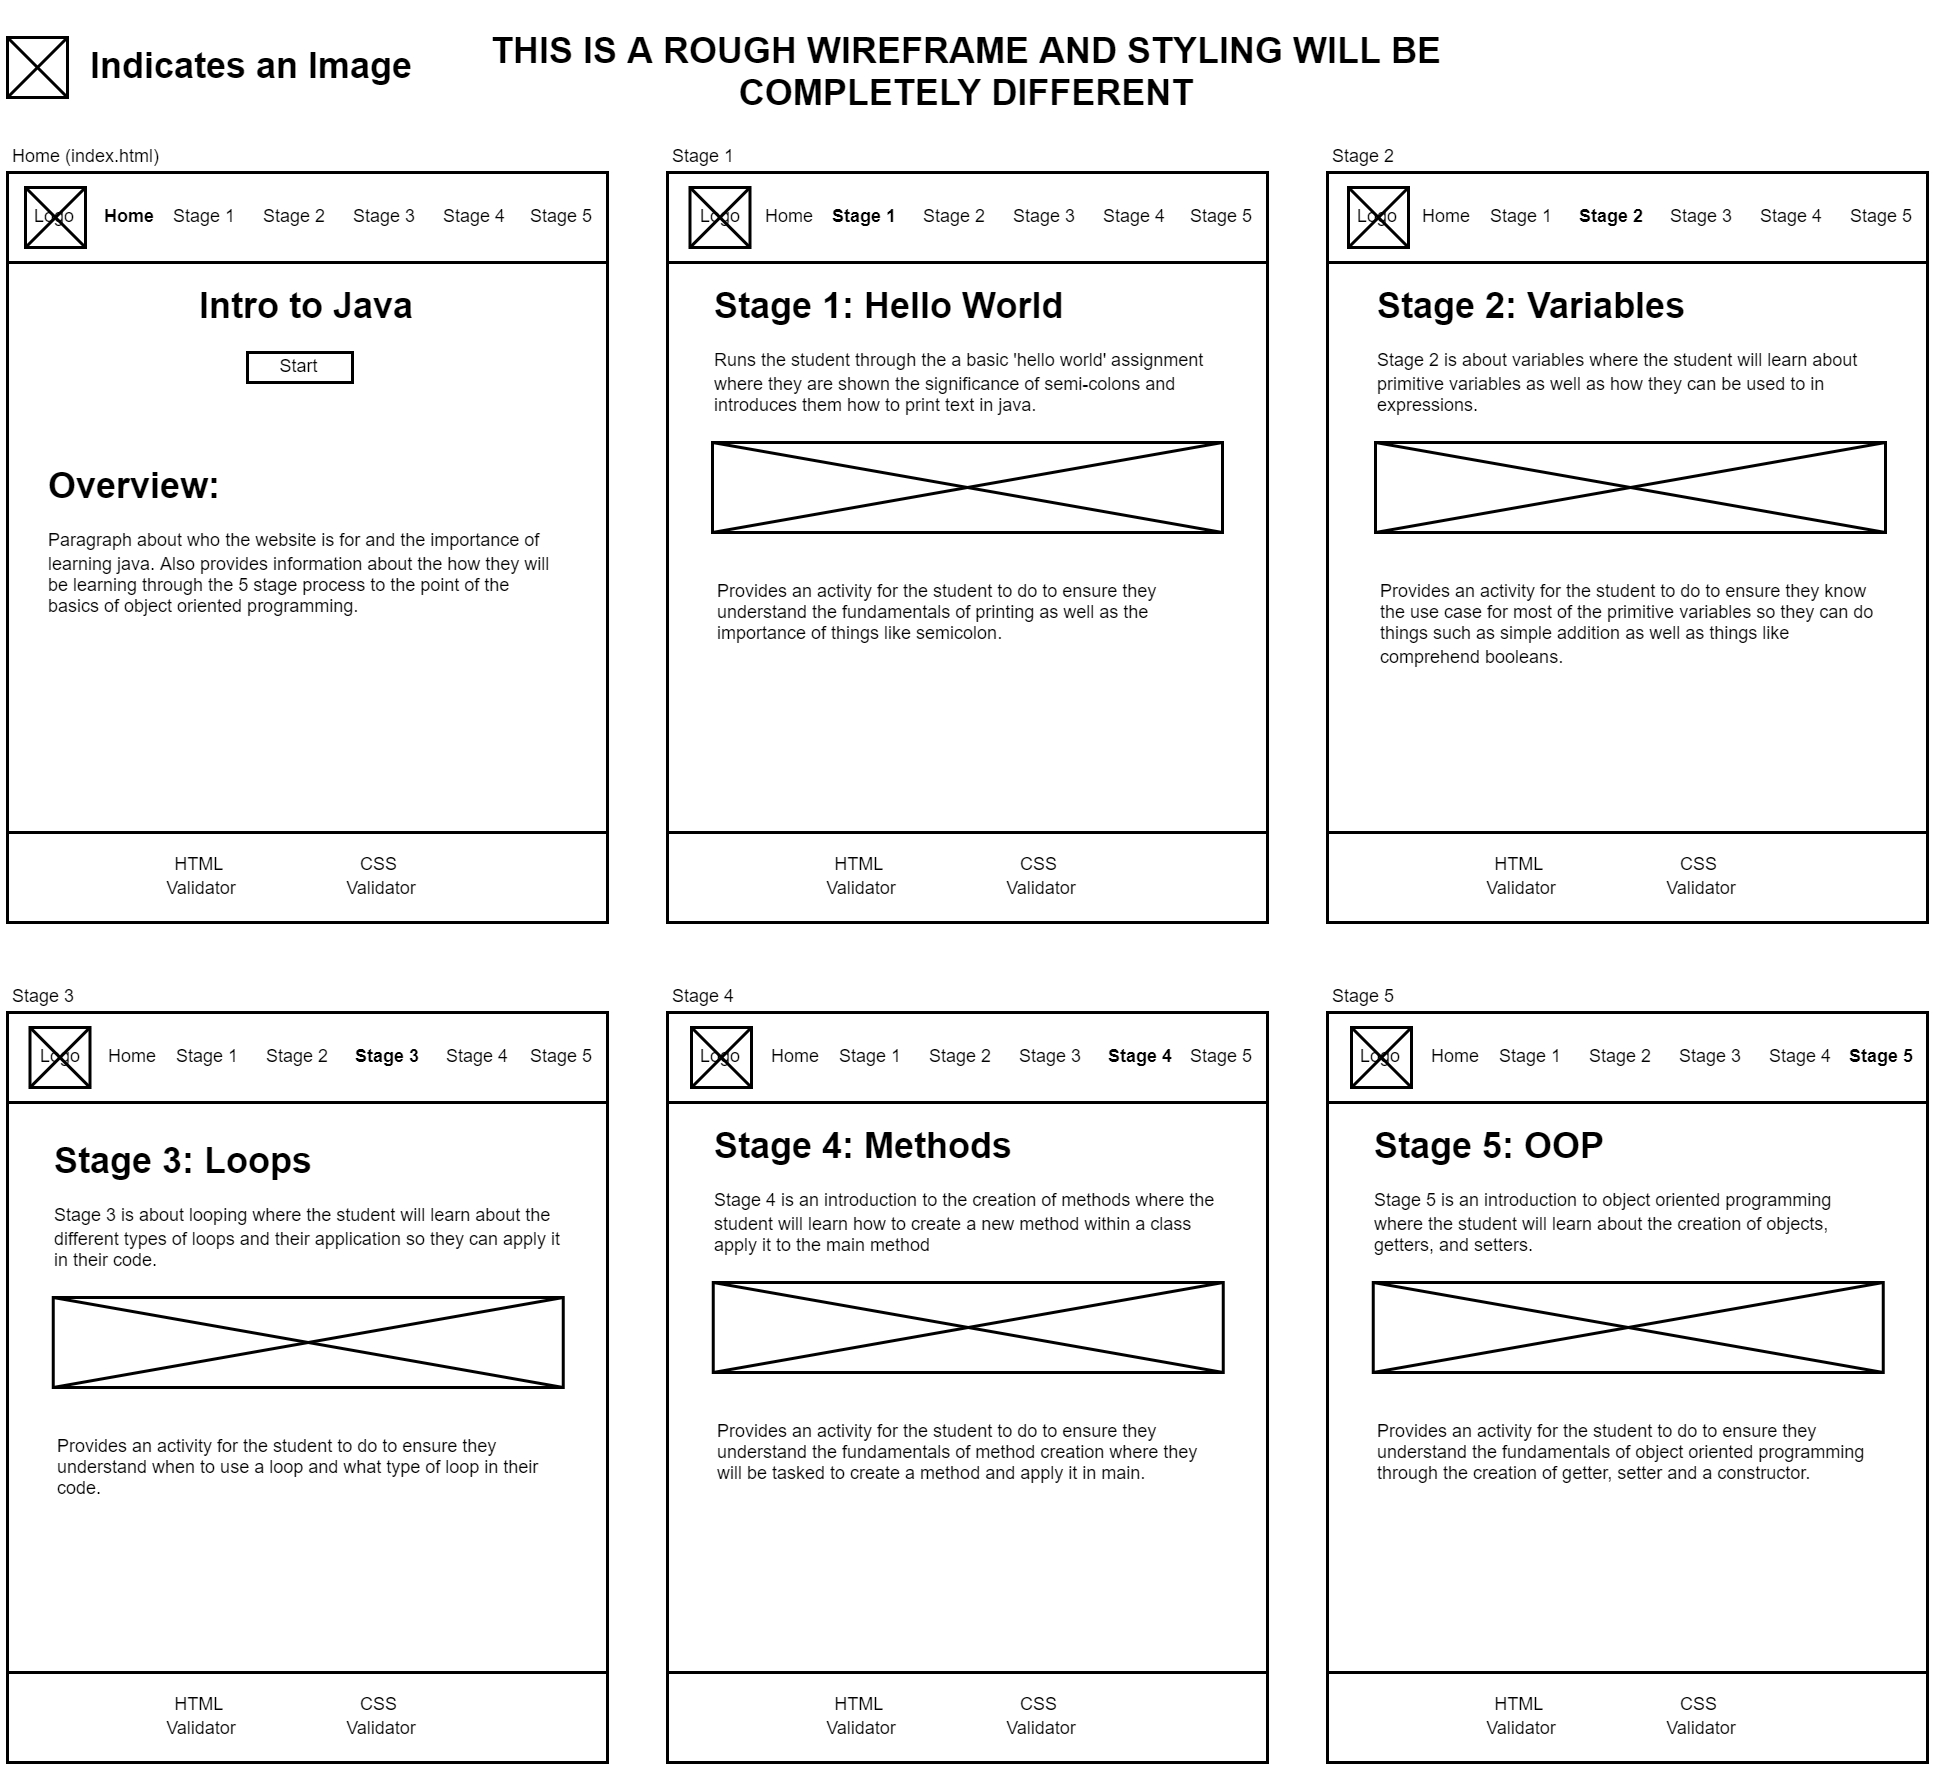 Indicates an Image
THIS IS A ROUGH WIREFRAME AND STYLING WILL BE
COMPLETELY DIFFERENT
Home (index.html)
Logo
Home Stage 1 Stage 2 Stage 3 Stage 4 Stage 5
Intro to Java
Start
Overview:
Paragraph about who the website is for and the importance of
learning java. Also provides information about the how they will
be learning through the 5 stage process to the point of the
basics of object oriented programming.
HTML
Validator
CSS
Validator
Stage 1
Logo
Home Stage 1 Stage 2 Stage 3 Stage 4 Stage 5
Stage 1: Hello World
Runs the student through the a basic 'hello world' assignment
where they are shown the significance of semi-colons and
introduces them how to print text in java.
Provides an activity for the student to do to ensure they
understand the fundamentals of printing as well as the
importance of things like semicolon.
HTML
Validator
CSS
Validator
Stage 2
Logo
Home Stage 1 Stage 2 Stage 3 Stage 4 Stage 5
Stage 2: Variables
Stage 2 is about variables where the student will learn about
primitive variables as well as how they can be used to in
expressions.
Provides an activity for the student to do to ensure they know
the use case for most of the primitive variables so they can do
things such as simple addition as well as things like
comprehend booleans.
HTML
Validator
CSS
Validator
Stage 3
Logo
Home Stage 1 Stage 2 Stage 3 Stage 4 Stage 5
Stage 3: Loops
Stage 3 is about looping where the student will learn about the
different types of loops and their application so they can apply it
in their code.
Provides an activity for the student to do to ensure they
understand when to use a loop and what type of loop in their
code.
HTML
Validator
CSS
Validator
Stage 4
Logo
Home Stage 1 Stage 2 Stage 3 Stage 4 Stage 5
Stage 4: Methods
Stage 4 is an introduction to the creation of methods where the
student will learn how to create a new method within a class
apply it to the main method
Provides an activity for the student to do to ensure they
understand the fundamentals of method creation where they
will be tasked to create a method and apply it in main.
HTML
Validator
CSS
Validator
Stage 5
Logo
Home Stage 1 Stage 2 Stage 3 Stage 4 Stage 5
Stage 5: OOP
Stage 5 is an introduction to object oriented programming
where the student will learn about the creation of objects,
getters, and setters.
Provides an activity for the student to do to ensure they
understand the fundamentals of object oriented programming
through the creation of getter, setter and a constructor.
HTML
Validator
CSS
Validator